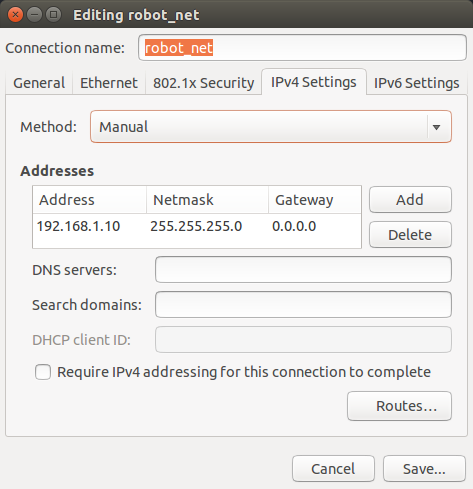 Editing robot_net
Connection name: robot_net
General Ethernet 802.1x Security IPv4 Settings IPv6 Settings
Method: Manual
Addresses
Address Netmask Gateway
Add
192.168.1.10 255.255.255.0 0.0.0.0
Delete
DNS servers:
Search domains:
DHCP client ID:
Require IPv4 addressing for this connection to complete
Routes...
Cancel Save...